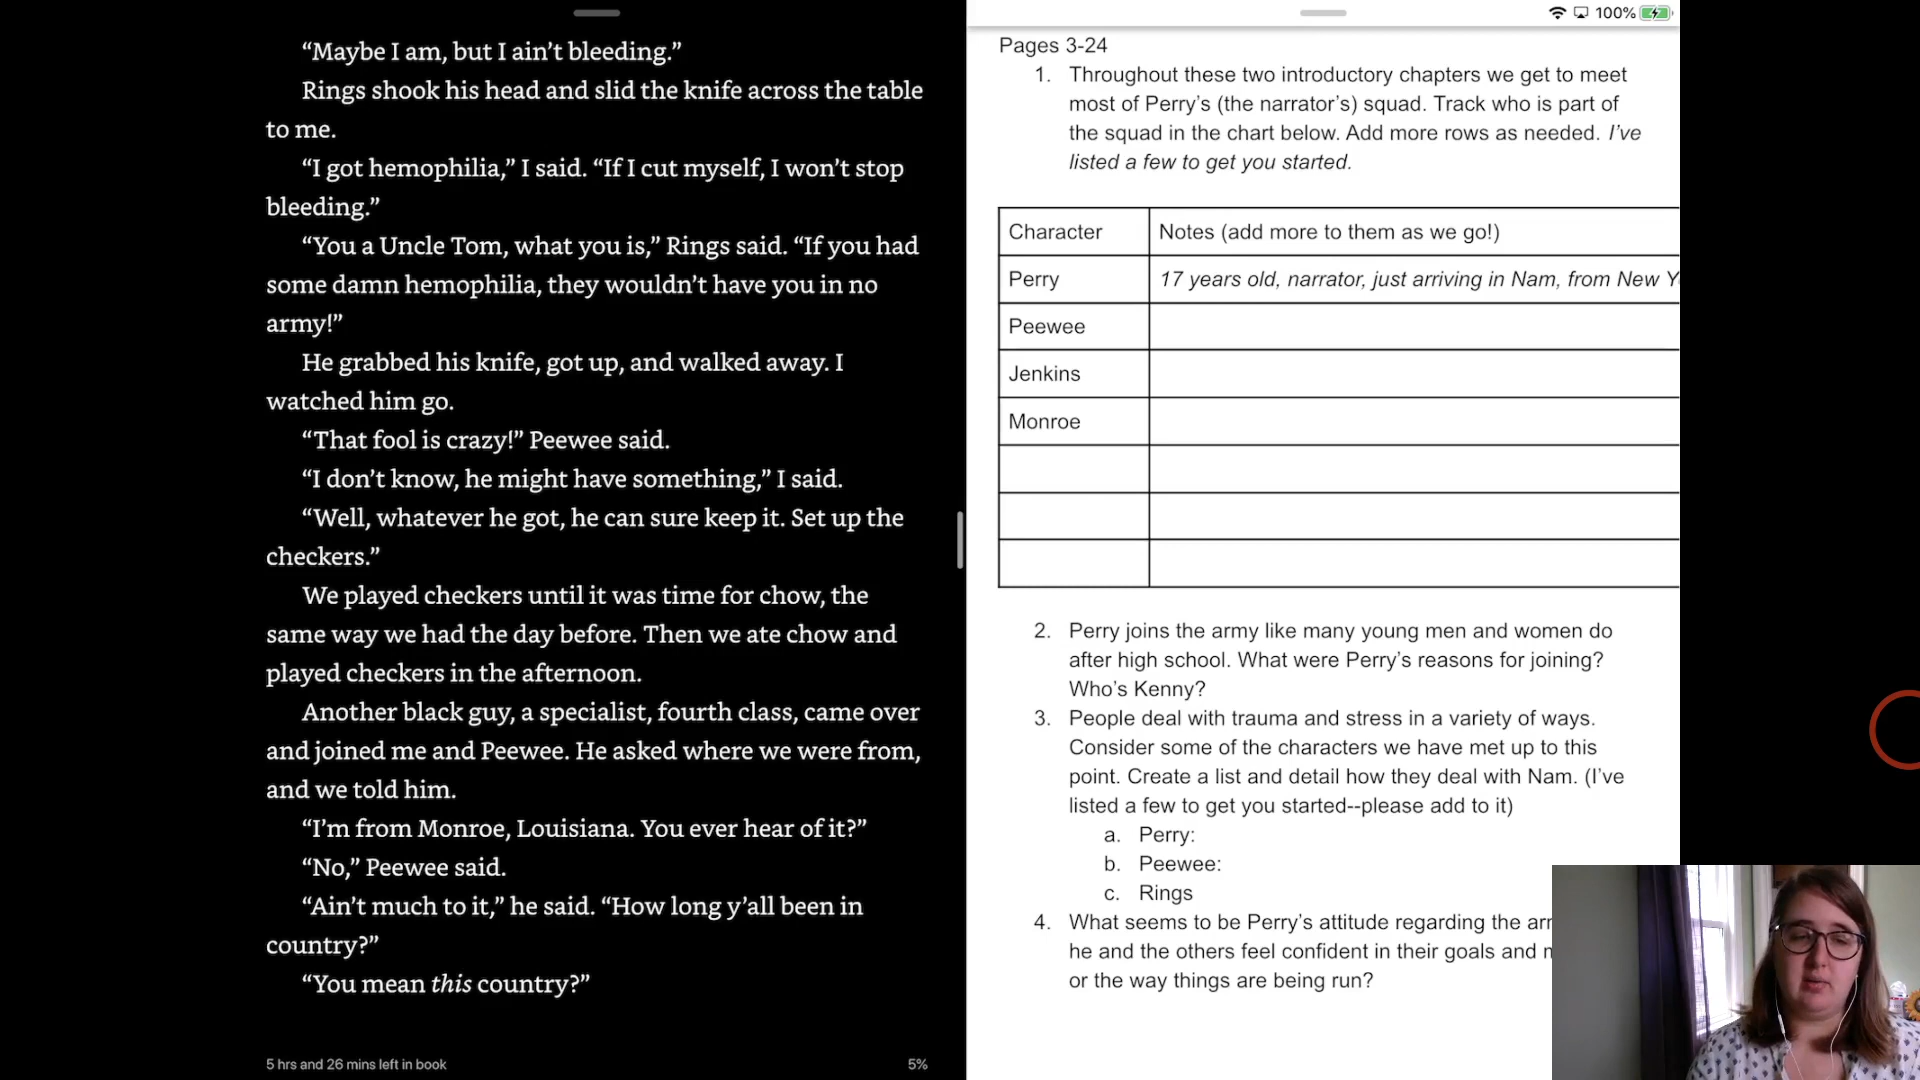 “Maybe I am, but I ain’t bleeding.”
Rings shook his head and slid the knife across the table
to me.
“I got hemophilia,” I said. “If I cut myself, I won’t stop
bleeding.”
“You a Uncle Tom, what you is,” Rings said. “If you had
some damn hemophilia, they wouldn’t have you in no
army!”
He grabbed his knife, got up, and walked away. I
watched him go.
“That fool is crazy!” Peewee said.
“I don’t know, he might have something,” I said.
“Well, whatever he got, he can sure keep it. Set up the
checkers.”
We played checkers until it was time for chow, the
same way we had the day before. Then we ate chow and
played checkers in the afternoon.
Another black guy, a specialist, fourth class, came over
and joined me and Peewee. He asked where we were from,
and we told him.
“I’m from Monroe, Louisiana. You ever hear of it?”
“No,” Peewee said.
“Ain’t much to it,” he said. “How long y’all been in
country?”
“You mean this country?”
5 hrs and 26 mins left in book
5%
100%
Pages 3-24
1. Throughout these two introductory chapters we get to meet
most of Perry’s (the narrator’s) squad. Track who is part of
the squad in the chart below. Add more rows as needed. I’ve
listed a few to get you started.
Character Notes (add more to them as we go!)
Perry 17 years old, narrator, just arriving in Nam, from New Y
Peewee
Jenkins
Monroe
2. Perry joins the army like many young men and women do
after high school. What were Perry’s reasons for joining?
Who’s Kenny?
3. People deal with trauma and stress in a variety of ways.
Consider some of the characters we have met up to this
point. Create a list and detail how they deal with Nam. (I’ve
listed a few to get you started--please add to it)
a. Perry:
b. Peewee:
c. Rings
4. What seems to be Perry’s attitude regarding the
he and the others feel confident in their goals and
or the way things are being run?